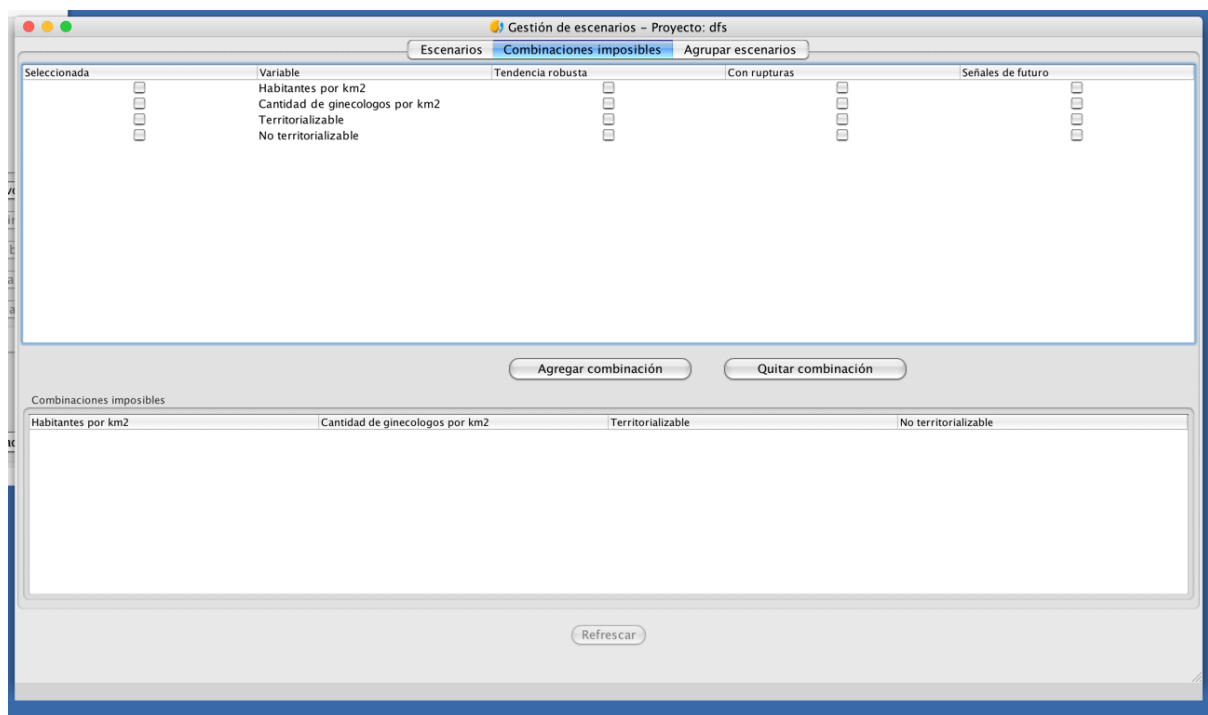 Gestión de escenarios – Proyecto: dfs
Escenarios Combinaciones imposibles Agrupar escenarios
Seleccionada Variable Tendencia robusta Con rupturas Señales de futuro
Habitantes por km2
Cantidad de ginecologos por km2
Territorializable
No territorializable
Agregar combinación Quitar combinación
Combinaciones imposibles
Habitantes por km2 Cantidad de ginecologos por km2 Territorializable No territorializable
Refrescar